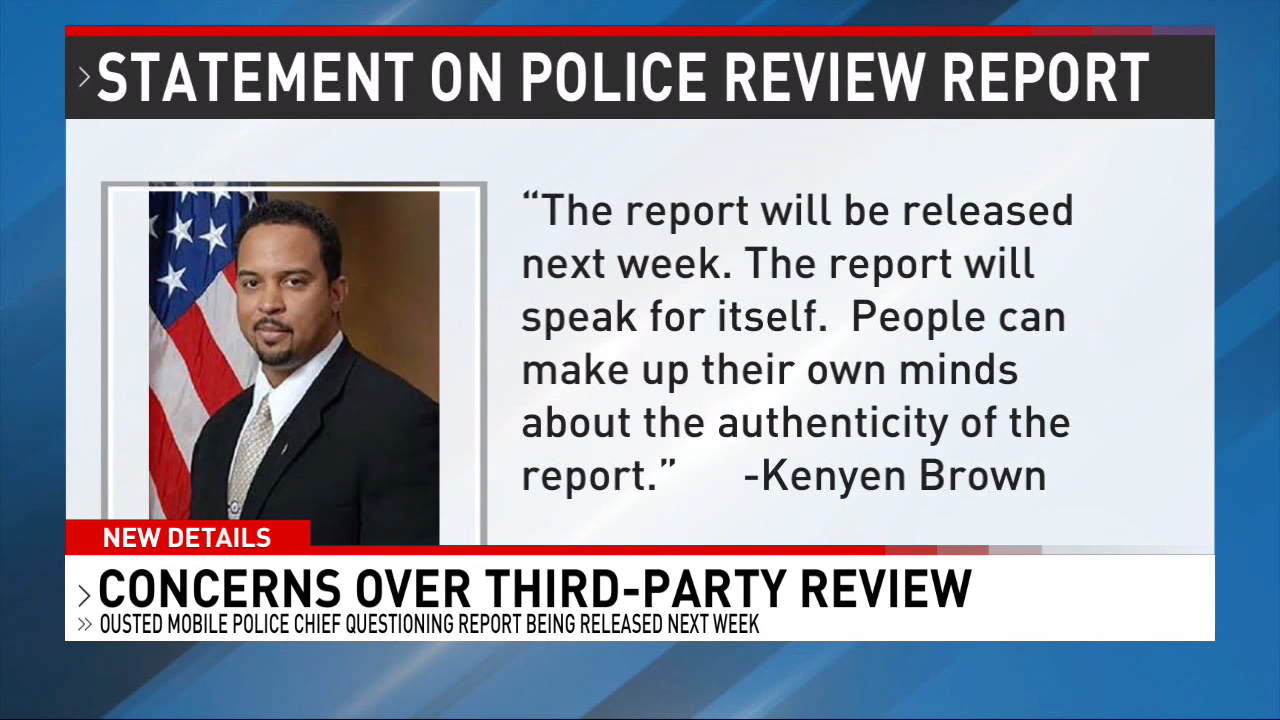 STATEMENT ON POLICE REVIEW REPORT
“The report will be released
next week. The report will
speak for itself.  People can
make up their own minds
about the authenticity of the
report.”     -Kenyen Brown
NEW DETAILS
CONCERNS OVER THIRD-PARTY REVIEW
OUSTED MOBILE POLICE CHIEF QUESTIONING REPORT BEING RELEASED NEXT WEEK